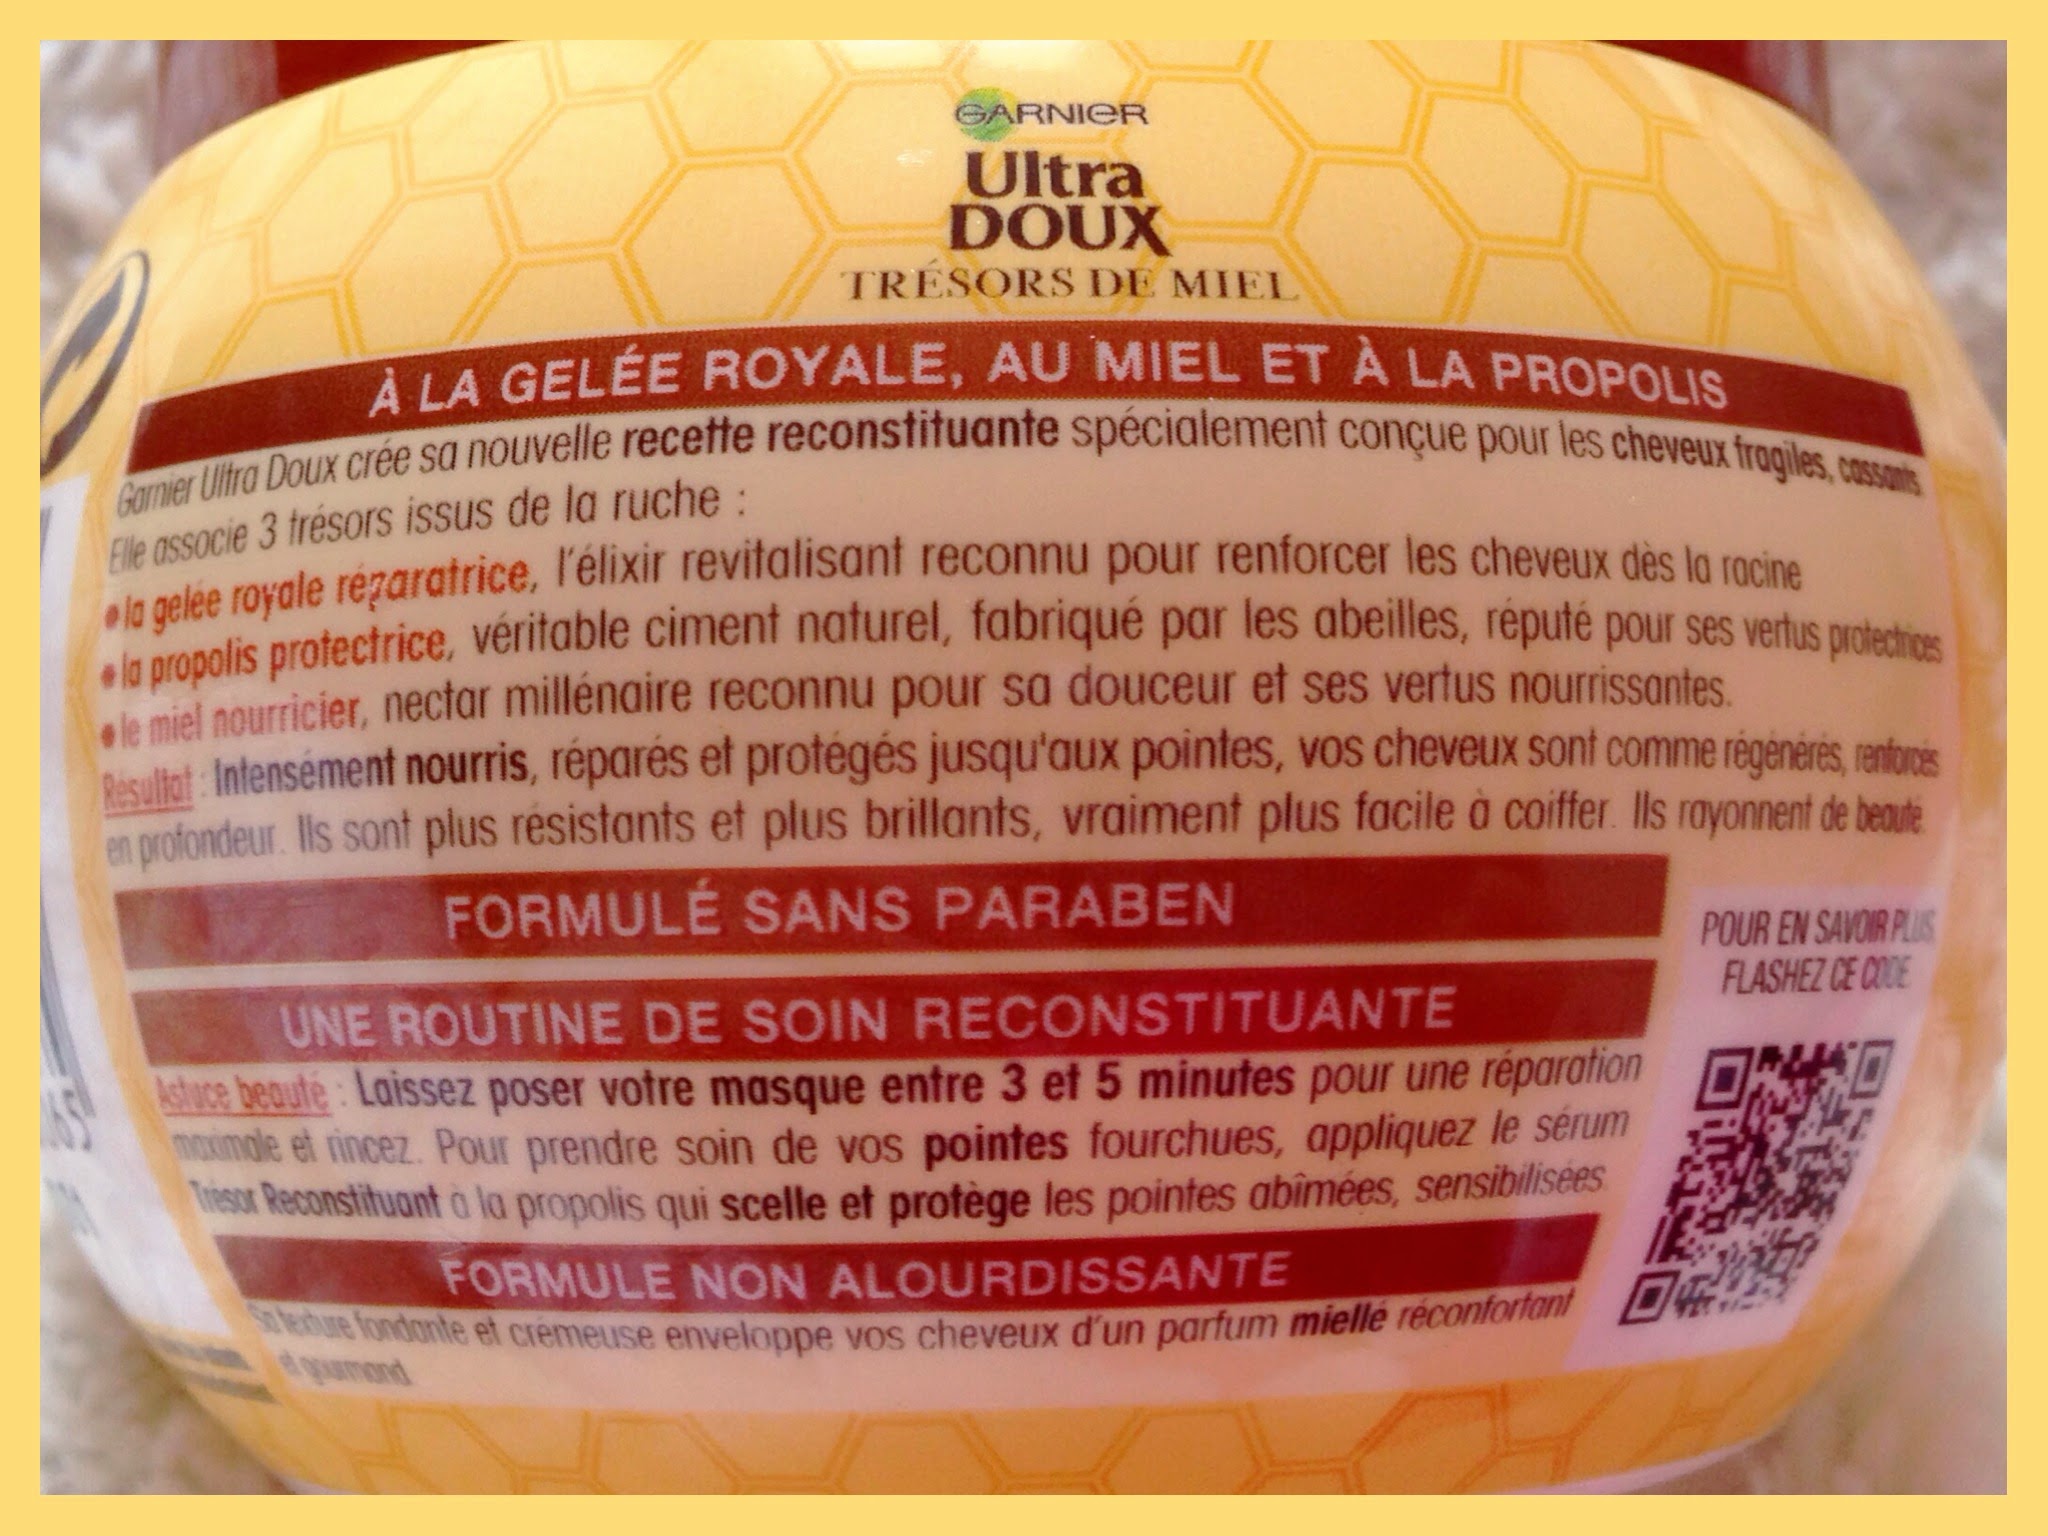 GARNIER
Ultra
DOUX
TRÉSORS DE MIEL
À LA GELÉE ROYALE, AU MIEL ET À LA PROPOLIS
Garnier Ultra Doux crée sa nouvelle recette reconstituante spécialement conçue pour les cheveux fragiles, cassants.
Elle associe 3 trésors issus de la ruche :
• la gelée royale réparatrice, l'élixir revitalisant reconnu pour renforcer les cheveux dès la racine
• la propolis protectrice, véritable ciment naturel, fabriqué par les abeilles, réputé pour ses vertus protectrices
• le miel nourricier, nectar millénaire reconnu pour sa douceur et ses vertus nourrissantes.
Résultat : Intensément nourris, réparés et protégés jusqu'aux pointes, vos cheveux sont comme régénérés, renforcés
en profondeur. Ils sont plus résistants et plus brillants, vraiment plus facile à coiffer. Ils rayonnent de beauté.
FORMULÉ SANS PARABEN
UNE ROUTINE DE SOIN RECONSTITUANTE
Astuce beauté : Laissez poser votre masque entre 3 et 5 minutes pour une réparation
maximale et rincez. Pour prendre soin de vos pointes fourchues, appliquez le sérum
Trésor Reconstituant à la propolis qui scelle et protège les pointes abîmées, sensibilisées.
FORMULE NON ALOURDISSANTE
Sa texture fondante et crémeuse enveloppe vos cheveux d'un parfum miellé réconfortant
et gourmand.
POUR EN SAVOIR PLUS,
FLASHEZ CE CODE